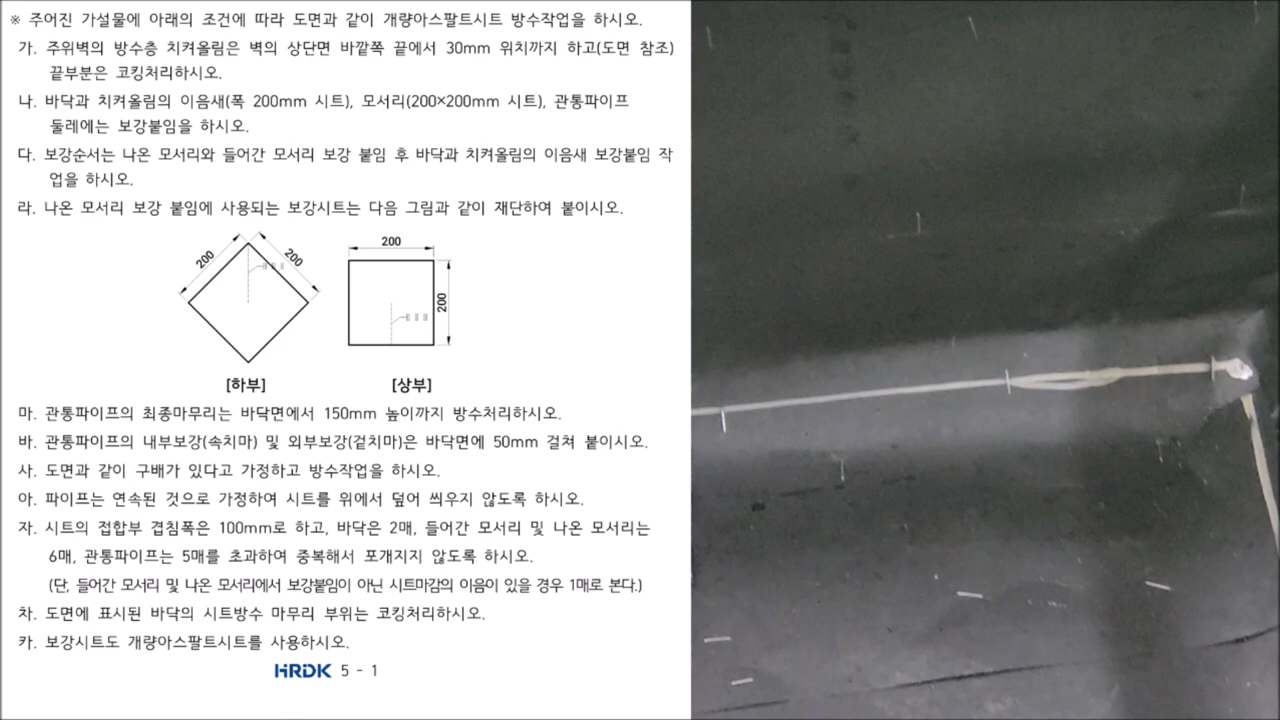 ※ 주어진 가설물에 아래의 조건에 따라 도면과 같이 개량아스팔트시트 방수작업을 하시오.
가. 주위벽의 방수층 치켜올림은 벽의 상단면 바깥쪽 끝에서 30mm 위치까지 하고(도면 참조)
끝부분은 코킹처리하시오.
나. 바닥과 치켜올림의 이음새(폭 200mm 시트), 모서리(200×200mm 시트), 관통파이프
둘레에는 보강붙임을 하시오.
다. 보강순서는 나온 모서리와 들어간 모서리 보강 붙임 후 바닥과 치켜올림의 이음새 보강붙임 작
업을 하시오.
라. 나온 모서리 보강 붙임에 사용되는 보강시트는 다음 그림과 같이 재단하여 붙이시오.
200 200 200
200
[하부] [상부]
마. 관통파이프의 최종마무리는 바닥면에서 150mm 높이까지 방수처리하시오.
바. 관통파이프의 내부보강(속치마) 및 외부보강(겉치마)은 바닥면에 50mm 걸쳐 붙이시오.
사. 도면과 같이 구배가 있다고 가정하고 방수작업을 하시오.
아. 파이프는 연속된 것으로 가정하여 시트를 위에서 덮어 씌우지 않도록 하시오.
자. 시트의 접합부 겹침폭은 100mm로 하고, 바닥은 2매, 들어간 모서리 및 나온 모서리는
6매, 관통파이프는 5매를 초과하여 중복해서 포개지지 않도록 하시오.
(단, 들어간 모서리 및 나온 모서리에서 보강붙임이 아닌 시트마감의 이음이 있을 경우 1매로 본다.)
차. 도면에 표시된 바닥의 시트방수 마무리 부위는 코킹처리하시오.
카. 보강시트도 개량아스팔트시트를 사용하시오.
HRDK 5 - 1